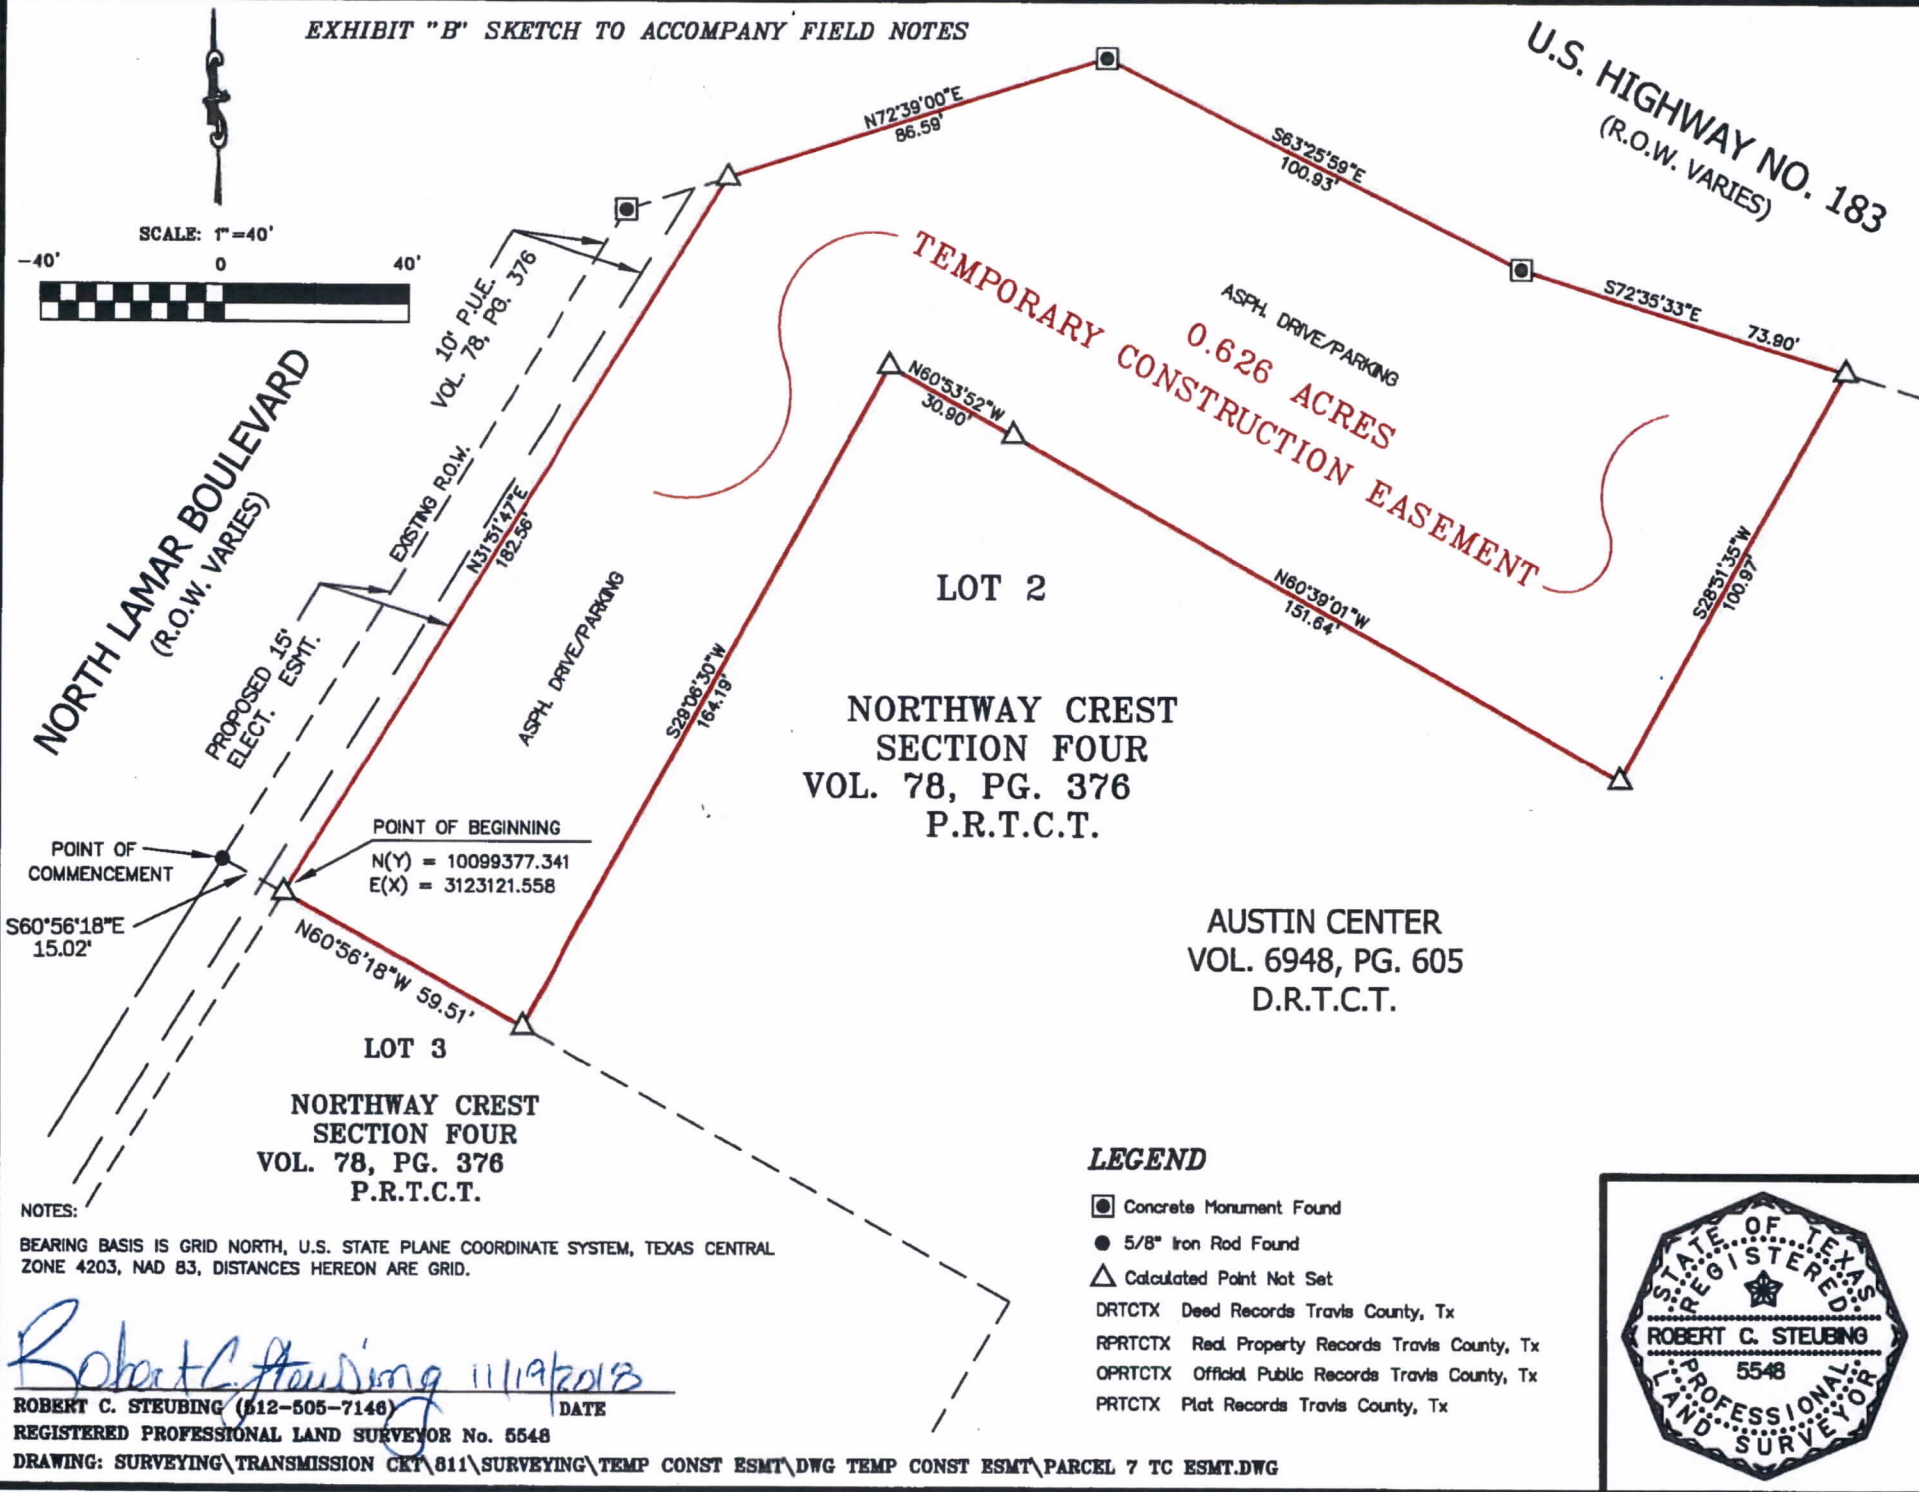 EXHIBIT "B" SKETCH TO ACCOMPANY FIELD NOTES
U.S. HIGHWAY NO. 183
(R.O.W. VARIES)
SCALE: 1"=40'
-40' 0 40'
N72°39'00"E
86.59'
S63°25'59"E
100.93'
S72°35'33"E 73.90'
10' P.U.E.
VOL. 78, PG. 376
TEMPORARY CONSTRUCTION EASEMENT
0.626 ACRES
ASPH. DRIVE/PARKING
N60°53'52"W
30.90'
NORTH LAMAR BOULEVARD
(R.O.W. VARIES)
EXISTING R.O.W.
N31°51'47"E
182.56'
PROPOSED 15'
ELECT. ESMT.
ASPH. DRIVE/PARKING
LOT 2
N60°39'01"W
151.64'
S28°51'35"W
100.97'
S29°06'30"W
164.19'
NORTHWAY CREST
SECTION FOUR
VOL. 78, PG. 376
P.R.T.C.T.
POINT OF
COMMENCEMENT
POINT OF BEGINNING
N(Y) = 10099377.341
E(X) = 3123121.558
S60°56'18"E
15.02'
N60°56'18"W 59.51'
AUSTIN CENTER
VOL. 6948, PG. 605
D.R.T.C.T.
LOT 3
NORTHWAY CREST
SECTION FOUR
VOL. 78, PG. 376
P.R.T.C.T.
NOTES:
BEARING BASIS IS GRID NORTH, U.S. STATE PLANE COORDINATE SYSTEM, TEXAS CENTRAL
ZONE 4203, NAD 83, DISTANCES HEREON ARE GRID.
LEGEND
Concrete Monument Found
5/8" Iron Rod Found
Calculated Point Not Set
DRTCTX Deed Records Travis County, Tx
RPRTCTX Real Property Records Travis County, Tx
OPRTCTX Official Public Records Travis County, Tx
PRTCTX Plat Records Travis County, Tx
Robert C. Steubing 11/19/2018
ROBERT C. STEUBING (512-505-7146) DATE
REGISTERED PROFESSIONAL LAND SURVEYOR No. 5548
DRAWING: SURVEYING\TRANSMISSION CKT\811\SURVEYING\TEMP CONST ESMT\DWG TEMP CONST ESMT\PARCEL 7 TC ESMT.DWG
STATE OF TEXAS
REGISTERED
ROBERT C. STEUBING
5548
PROFESSIONAL
LAND SURVEYOR